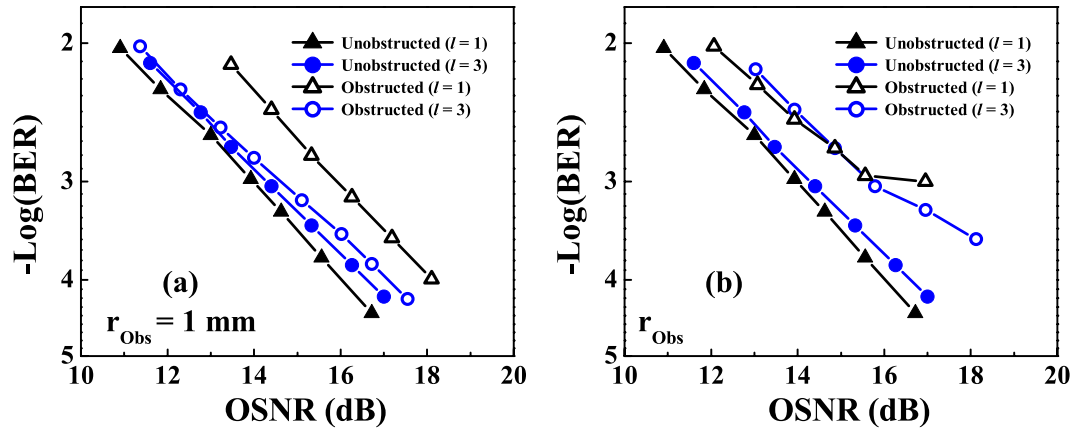 -Log(BER)
2
3
4
5
Unobstructed (l = 1)
Unobstructed (l = 3)
Obstructed (l = 1)
Obstructed (l = 3)
(a)
r_Obs = 1 mm
10 12 14 16 18 20
OSNR (dB)
-Log(BER)
2
3
4
5
Unobstructed (l = 1)
Unobstructed (l = 3)
Obstructed (l = 1)
Obstructed (l = 3)
(b)
r_Obs
10 12 14 16 18 20
OSNR (dB)